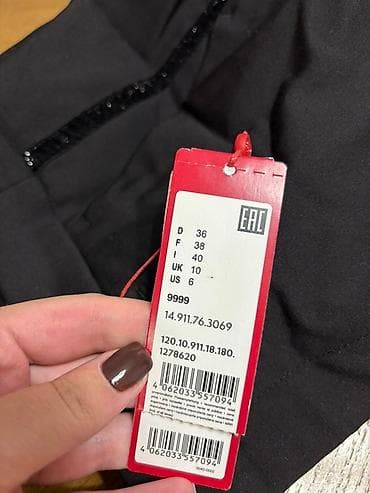 EAC
D 36
F 38
I 40
UK 10
US 6
9999
14.911.76.3069
120.10.911.18.180.
1278620
4 062033 557094
4 062033 557094